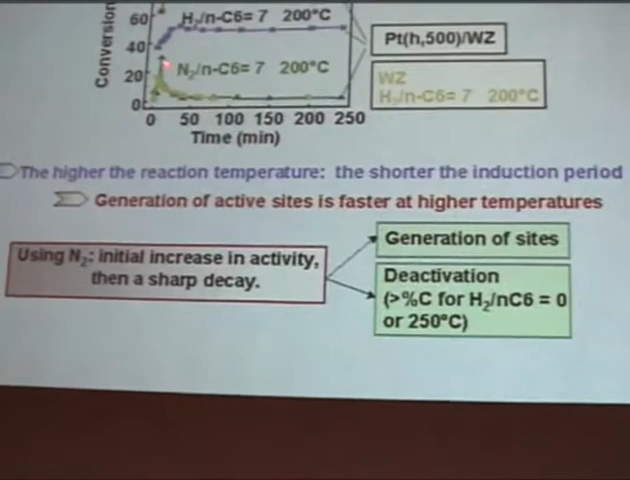 60
H2/n-C6= 7 200°C
Conversion
40
Pt(h,500)/WZ
20
N2/n-C6= 7 200°C
WZ
H2/n-C6= 7 200°C
0
0 50 100 150 200 250
Time (min)
The higher the reaction temperature: the shorter the induction period
Generation of active sites is faster at higher temperatures
Using N2: initial increase in activity,
then a sharp decay.
Generation of sites
Deactivation
(>%C for H2/nC6 = 0
or 250°C)